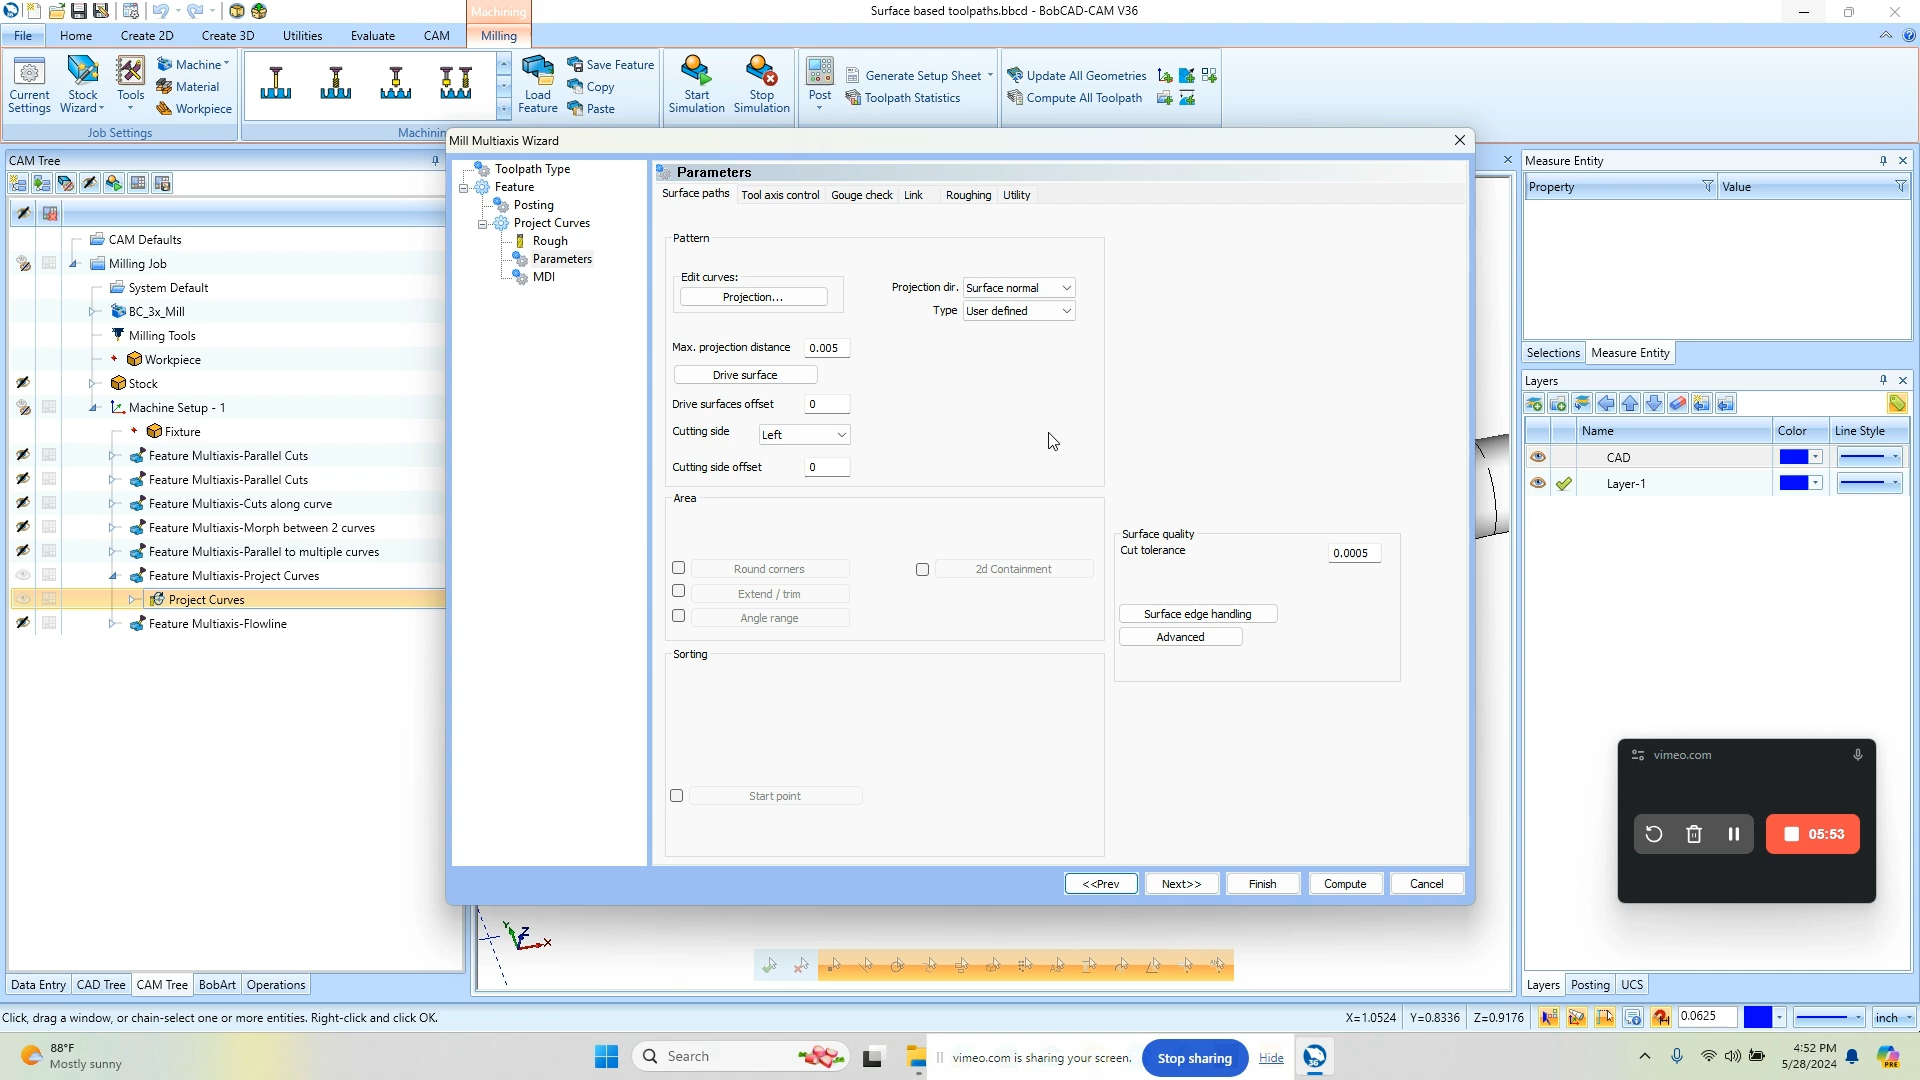 Surface based toolpaths.bbcd - BobCAD-CAM V36
Machining
File Home Create 2D Create 3D Utilities Evaluate CAM Milling
Current Settings
Stock Wizard
Tools
Machine
Material
Workpiece
Job Settings
Load Feature
Save Feature
Copy
Paste
Start Simulation
Stop Simulation
Post
Generate Setup Sheet
Toolpath Statistics
Update All Geometries
Compute All Toolpath
Machinin
CAM Tree
CAM Defaults
Milling Job
System Default
BC_3x_Mill
Milling Tools
Workpiece
Stock
Machine Setup - 1
Fixture
Feature Multiaxis-Parallel Cuts
Feature Multiaxis-Parallel Cuts
Feature Multiaxis-Cuts along curve
Feature Multiaxis-Morph between 2 curves
Feature Multiaxis-Parallel to multiple curves
Feature Multiaxis-Project Curves
Project Curves
Feature Multiaxis-Flowline
Data Entry CAD Tree CAM Tree BobArt Operations
Mill Multiaxis Wizard
Toolpath Type
Feature
Posting
Project Curves
Rough
Parameters
MDI
Parameters
Surface paths Tool axis control Gouge check Link Roughing Utility
Pattern
Edit curves:
Projection...
Projection dir. Surface normal
Type User defined
Max. projection distance 0.005
Drive surface
Drive surfaces offset 0
Cutting side Left
Cutting side offset 0
Area
Round corners
2d Containment
Extend / trim
Angle range
Surface quality
Cut tolerance 0.0005
Surface edge handling
Advanced
Sorting
Start point
<<Prev Next>> Finish Compute Cancel
Measure Entity
Property Value
Selections Measure Entity
Layers
Name Color Line Style
CAD
Layer-1
Layers Posting UCS
vimeo.com
05:53
Y Z X
Click, drag a window, or chain-select one or more entities. Right-click and click OK.
X=1.0524 Y=0.8336 Z=0.9176 0.0625 inch
88°F
Mostly sunny
Search
vimeo.com is sharing your screen. Stop sharing Hide
4:52 PM
5/28/2024
PRE